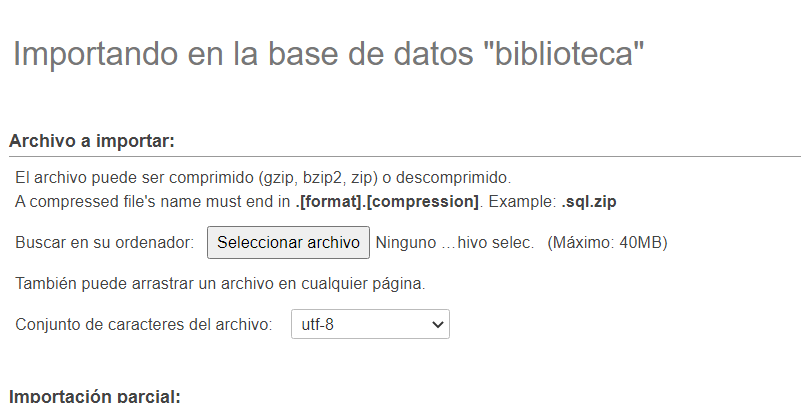 Importando en la base de datos "biblioteca"
Archivo a importar:
El archivo puede ser comprimido (gzip, bzip2, zip) o descomprimido.
A compressed file's name must end in .[format].[compression]. Example: .sql.zip
Buscar en su ordenador: Seleccionar archivo Ninguno ...hivo selec. (Máximo: 40MB)
También puede arrastrar un archivo en cualquier página.
Conjunto de caracteres del archivo: utf-8
Importación parcial: